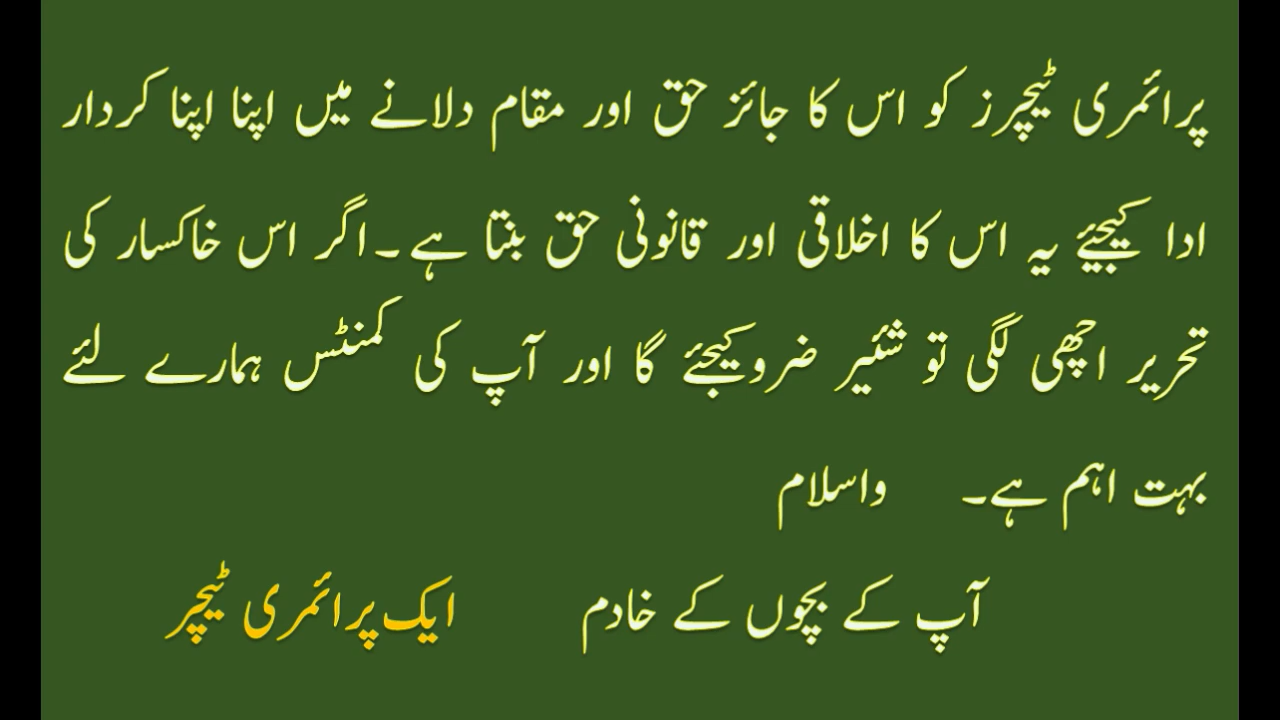 پرائمری ٹیچرز کو اس کا جائز حق اور مقام دلانے میں اپنا اپنا کردار
ادا کیجیئے یہ اس کا اخلاقی اور قانونی حق بنتا ہے۔اگر اس خاکسار کی
تحریر اچھی لگی تو شئیر ضروکیجئے گا اور آپ کی کمنٹس ہمارے لئے
بہت اہم ہے۔ واسلام
آپ کے بچوں کے خادم ایک پرائمری ٹیچر